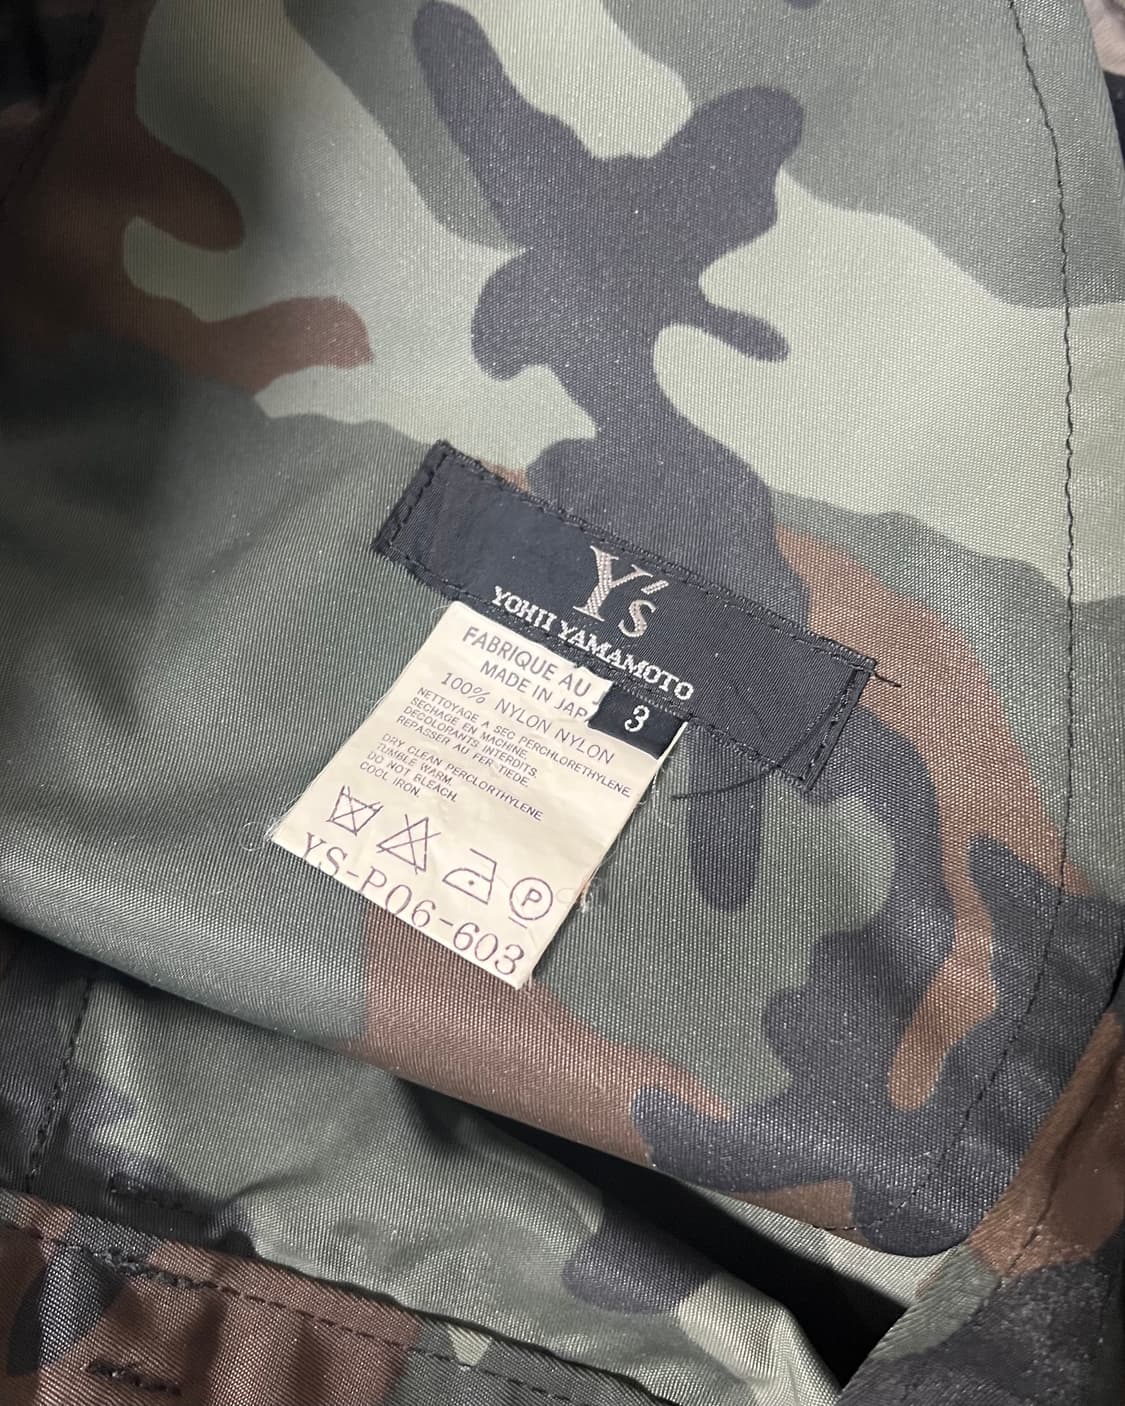 Y's
YOHJI YAMAMOTO
3
FABRIQUE AU
MADE IN JAP
100% NYLON NYLON
NETTOYAGE A SEC PERCHLORETHYLENE
SECHAGE EN MACHINE.
DECOLORANTS INTERDITS.
REPASSER AU FER TIEDE.
DRY CLEAN PERCLORTHYLENE
TUMBLE WARM.
DO NOT BLEACH.
COOL IRON.
P
YS-P06-603